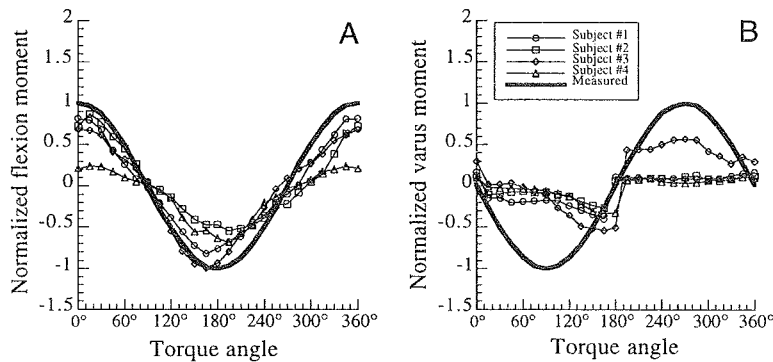 A
Normalized flexion moment
2
1.5
1
0.5
0
-0.5
-1
-1.5
0° 60° 120° 180° 240° 300° 360°
Torque angle
B
Normalized varus moment
2
1.5
1
0.5
0
-0.5
-1
-1.5
0° 60° 120° 180° 240° 300° 360°
Torque angle
Subject #1
Subject #2
Subject #3
Subject #4
Measured